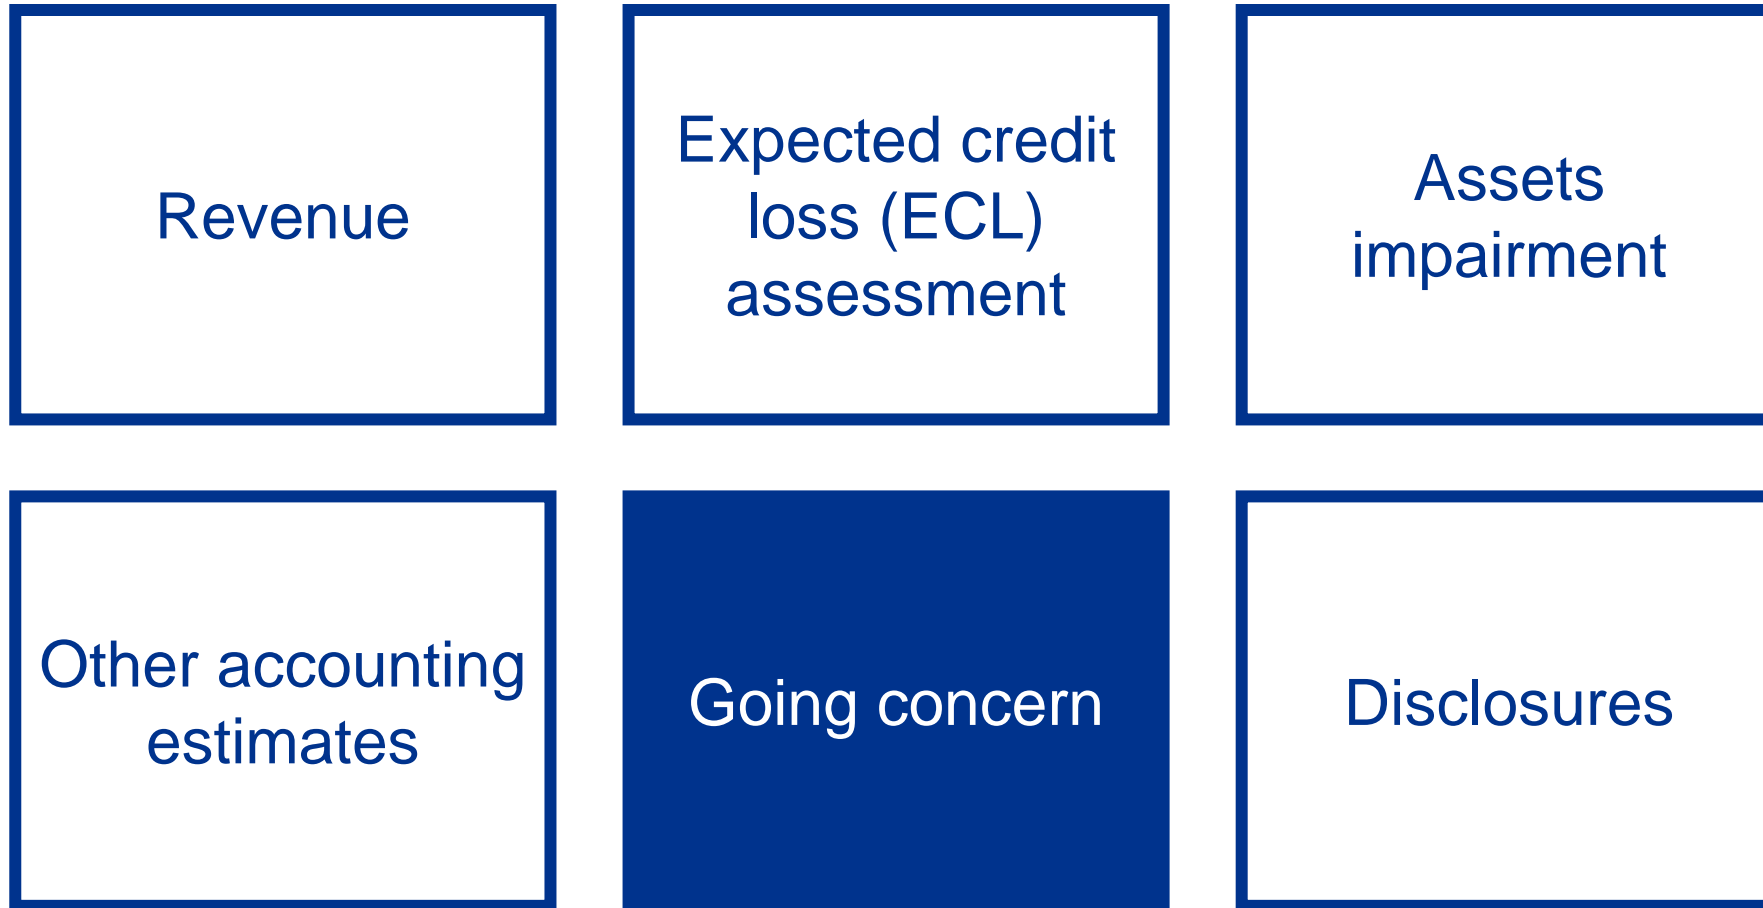 Revenue
Expected credit
loss (ECL)
assessment
Assets
impairment
Other accounting
estimates
Going concern
Disclosures